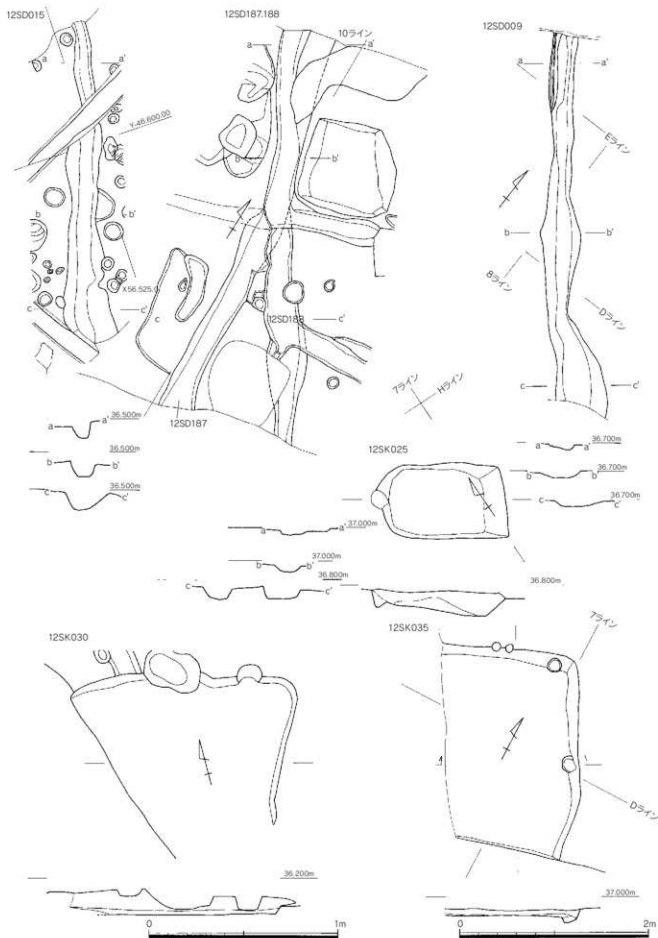 12SD015
12SD187.188
12SD009
10ライン
a
a'
a
a'
a
a'
Y-46.600.00
Eライン
b
b'
b
b'
b
b'
Bライン
X56.525.0
Dライン
c
c'
c
12SD188
c'
c
c'
7ライン
Hライン
12SD187
a
a'
36.500m
b
b'
36.500m
c
c'
36.500m
12SK025
a
a'
36.700m
b
b'
36.700m
c
c'
36.700m
a
a'
37.000m
b
b'
37.000m
c
c'
36.800m
36.800m
12SK030
12SK035
7ライン
Dライン
36.200m
37.000m
0
1m
0
2m